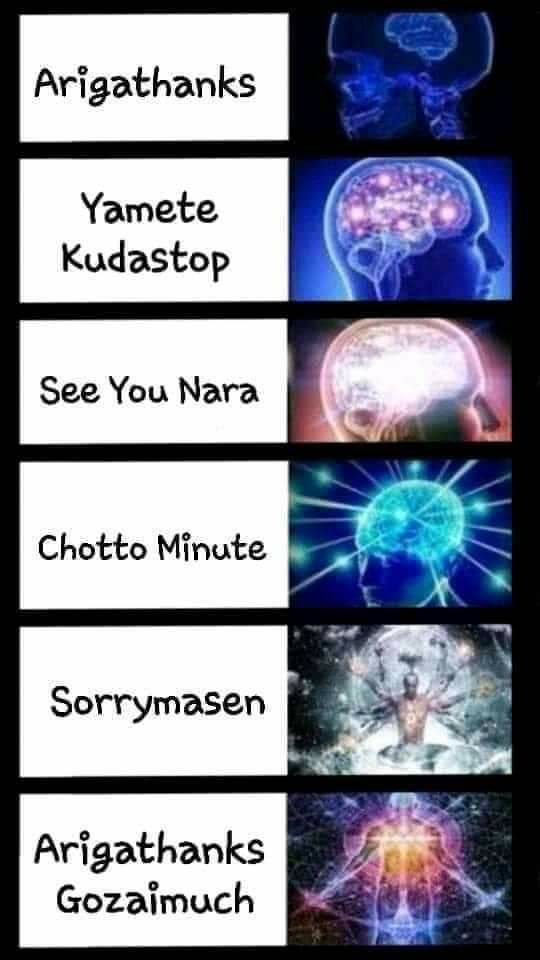 Arigathanks
Yamete
Kudastop
See You Nara
Chotto Minute
Sorrymasen
Arigathanks
Gozaimuch